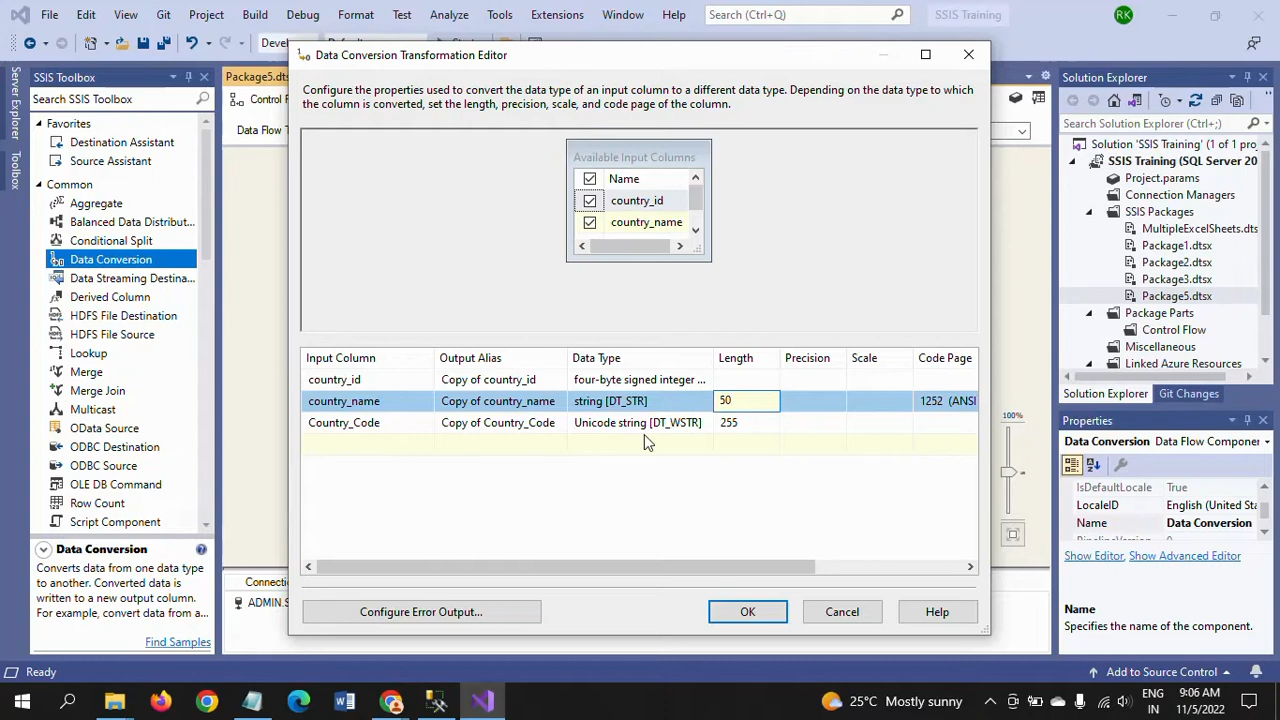 File Edit View Git Project Build Debug Format Test Analyze Tools Extensions Window Help Search (Ctrl+Q) SSIS Training RK
Develo
SSIS Toolbox
Search SSIS Toolbox
Favorites
Destination Assistant
Source Assistant
Common
Aggregate
Balanced Data Distribut...
Conditional Split
Data Conversion
Data Streaming Destina...
Derived Column
HDFS File Destination
HDFS File Source
Lookup
Merge
Merge Join
Multicast
OData Source
ODBC Destination
ODBC Source
OLE DB Command
Row Count
Script Component
Data Conversion
Converts data from one data type
to another. Converted data is
written to a new output column.
For example, convert data from a
Find Samples
Server Explorer
Toolbox
Package5.dts
Control F
Data Flow T
Connectio
ADMIN.S
Data Conversion Transformation Editor
Configure the properties used to convert the data type of an input column to a different data type. Depending on the data type to which
the column is converted, set the length, precision, scale, and code page of the column.
Available Input Columns
Name
country_id
country_name
Input Column Output Alias Data Type Length Precision Scale Code Page
country_id Copy of country_id four-byte signed integer ...
country_name Copy of country_name string [DT_STR] 50 1252 (ANSI
Country_Code Copy of Country_Code Unicode string [DT_WSTR] 255
Configure Error Output... OK Cancel Help
100%
Solution Explorer
Search Solution Explorer (Ctrl+;)
Solution 'SSIS Training' (1 of 1 proj
SSIS Training (SQL Server 20
Project.params
Connection Managers
SSIS Packages
MultipleExcelSheets.dts
Package1.dtsx
Package2.dtsx
Package3.dtsx
Package5.dtsx
Package Parts
Control Flow
Miscellaneous
Linked Azure Resources
Solution Explorer Git Changes
Properties
Data Conversion Data Flow Componen
IsDefaultLocale True
LocaleID English (United Sta
Name Data Conversion
Show Editor, Show Advanced Editor
Name
Specifies the name of the component.
Ready
Add to Source Control
25°C Mostly sunny
ENG
IN
9:06 AM
11/5/2022